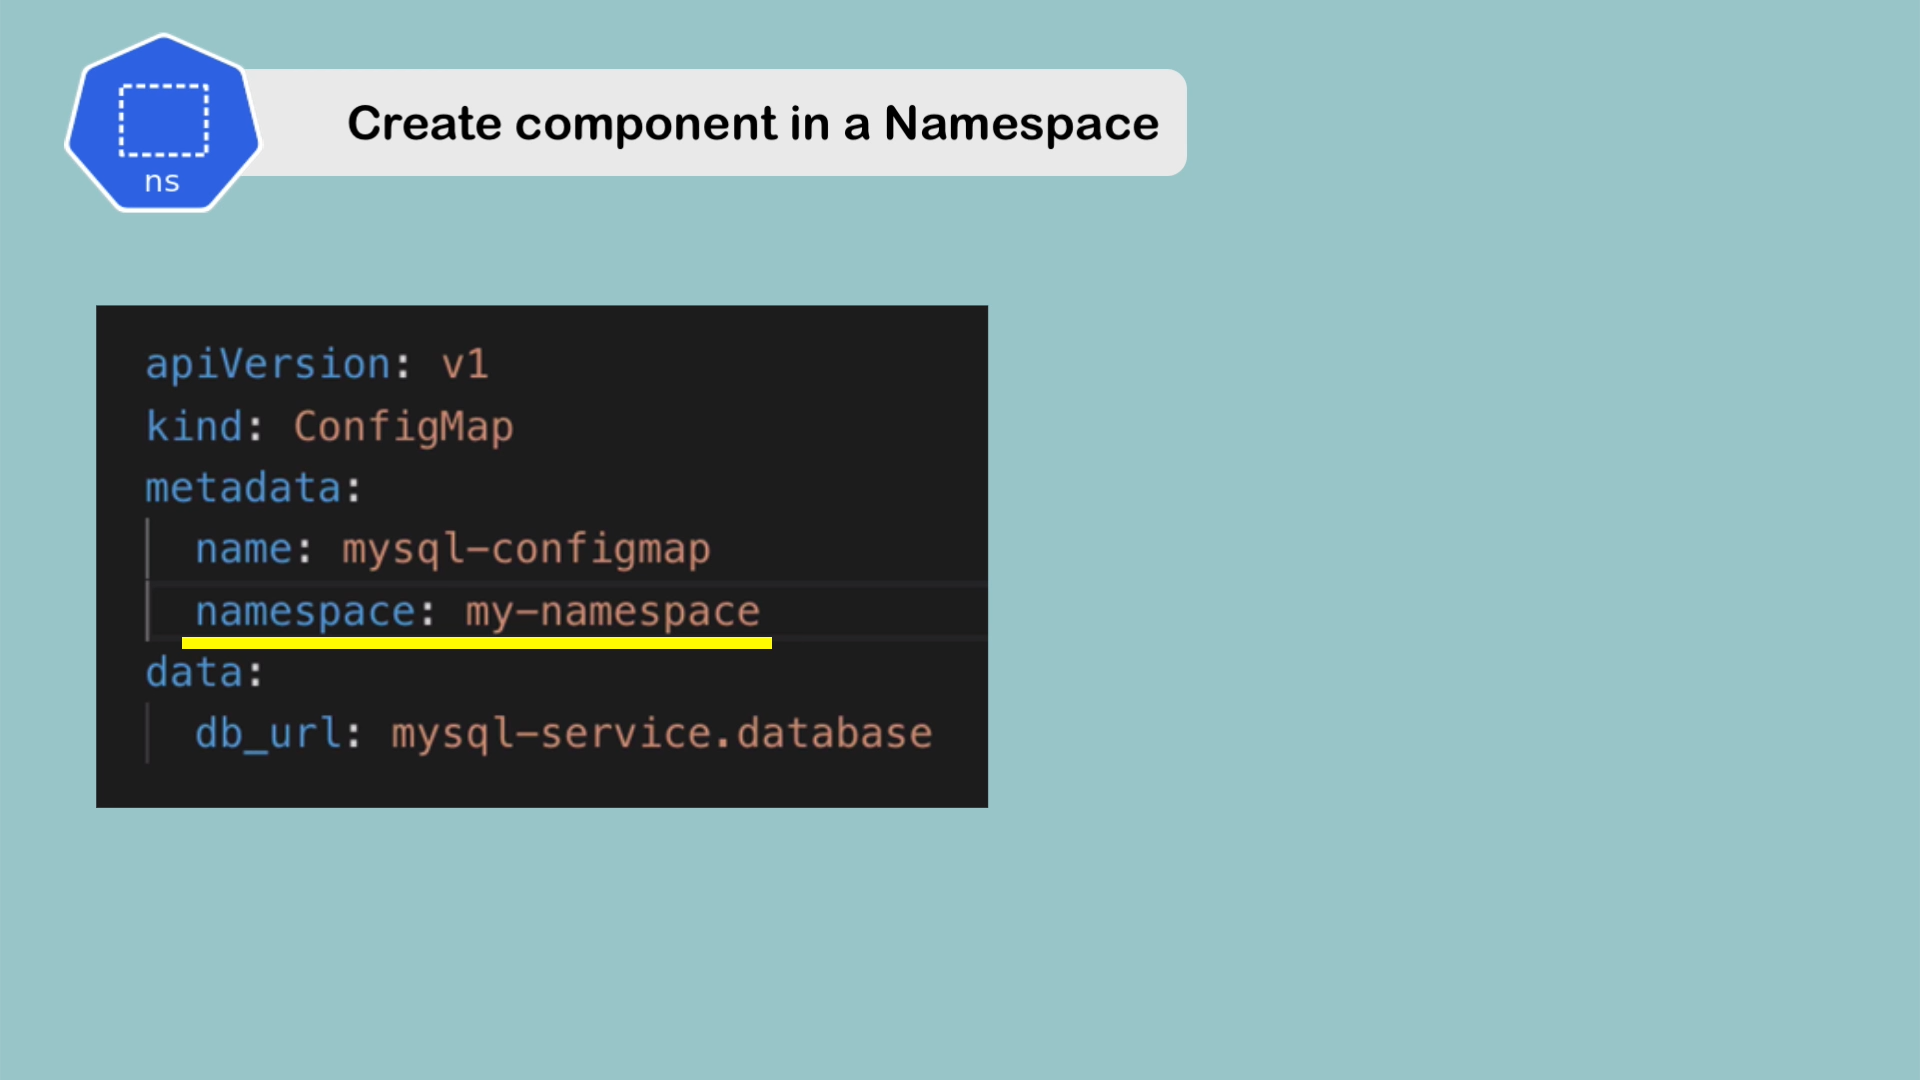 ns
Create component in a Namespace
apiVersion: v1
kind: ConfigMap
metadata:
  name: mysql-configmap
  namespace: my-namespace
data:
  db_url: mysql-service.database